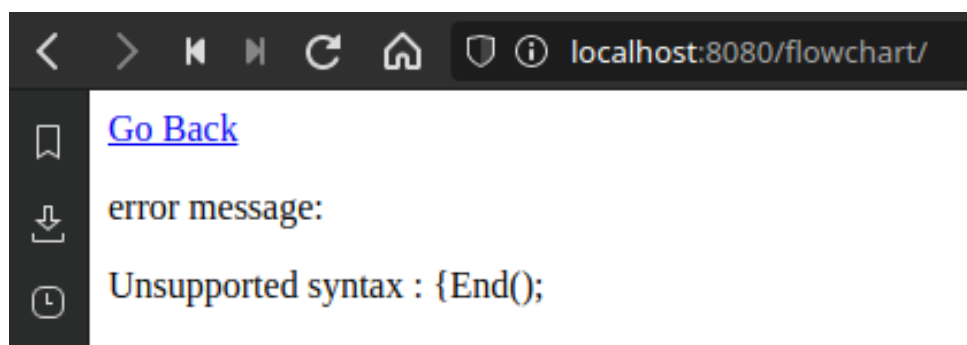 localhost:8080/flowchart/
Go Back
error message:
Unsupported syntax : {End();